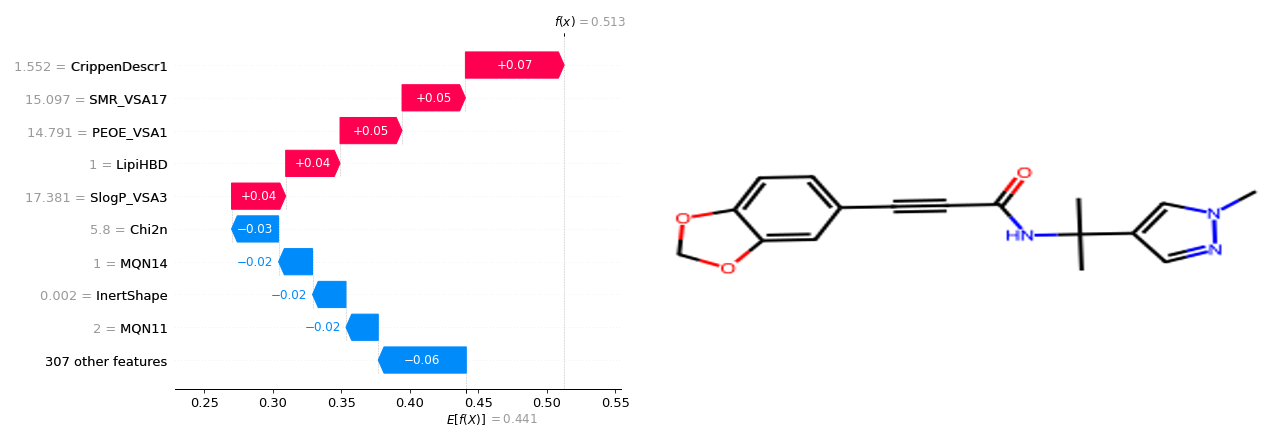 f(x) = 0.513
1.552 = CrippenDescr1
+0.07
15.097 = SMR_VSA17
+0.05
14.791 = PEOE_VSA1
+0.05
1 = LipiHBD
+0.04
17.381 = SlogP_VSA3
+0.04
5.8 = Chi2n
−0.03
1 = MQN14
−0.02
0.002 = InertShape
−0.02
2 = MQN11
−0.02
307 other features
−0.06
0.25 0.30 0.35 0.40 0.45 0.50 0.55
E[f(X)] = 0.441
O
O
O
HN
N
N